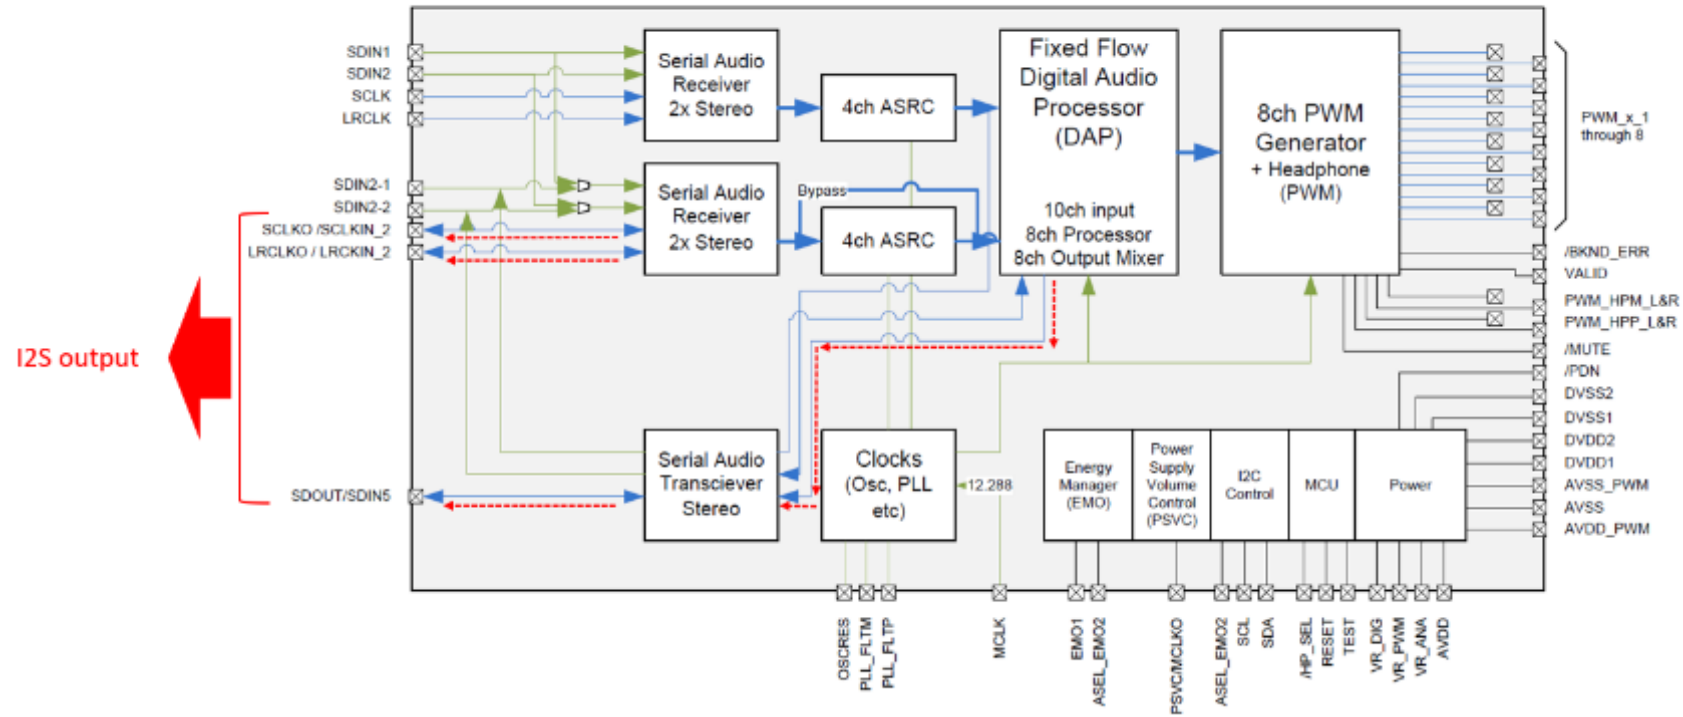 SDIN1
SDIN2
SCLK
LRCLK
SDIN2-1
SDIN2-2
SCLKO /SCLKIN_2
LRCLKO / LRCKIN_2
I2S output
SDOUT/SDIN5
Serial Audio
Receiver
2x Stereo
4ch ASRC
Serial Audio
Receiver
2x Stereo
Bypass
4ch ASRC
Fixed Flow
Digital Audio
Processor
(DAP)
10ch input
8ch Processor
8ch Output Mixer
8ch PWM
Generator
+ Headphone
(PWM)
PWM_x_1
through 8
/BKND_ERR
VALID
PWM_HPM_L&R
PWM_HPP_L&R
/MUTE
/PDN
DVSS2
DVSS1
DVDD2
DVDD1
AVSS_PWM
AVSS
AVDD_PWM
Serial Audio
Transciever
Stereo
Clocks
(Osc, PLL
etc)
12.288
Energy
Manager
(EMO)
Power
Supply
Volume
Control
(PSVC)
I2C
Control
MCU
Power
OSCRES
PLL_FLTM
PLL_FLTP
MCLK
EMO1
ASEL_EMO2
PSVC/MCLKO
ASEL_EMO2
SCL
SDA
/HP_SEL
RESET
TEST
VR_DIG
VR_PWM
VR_ANA
AVDD